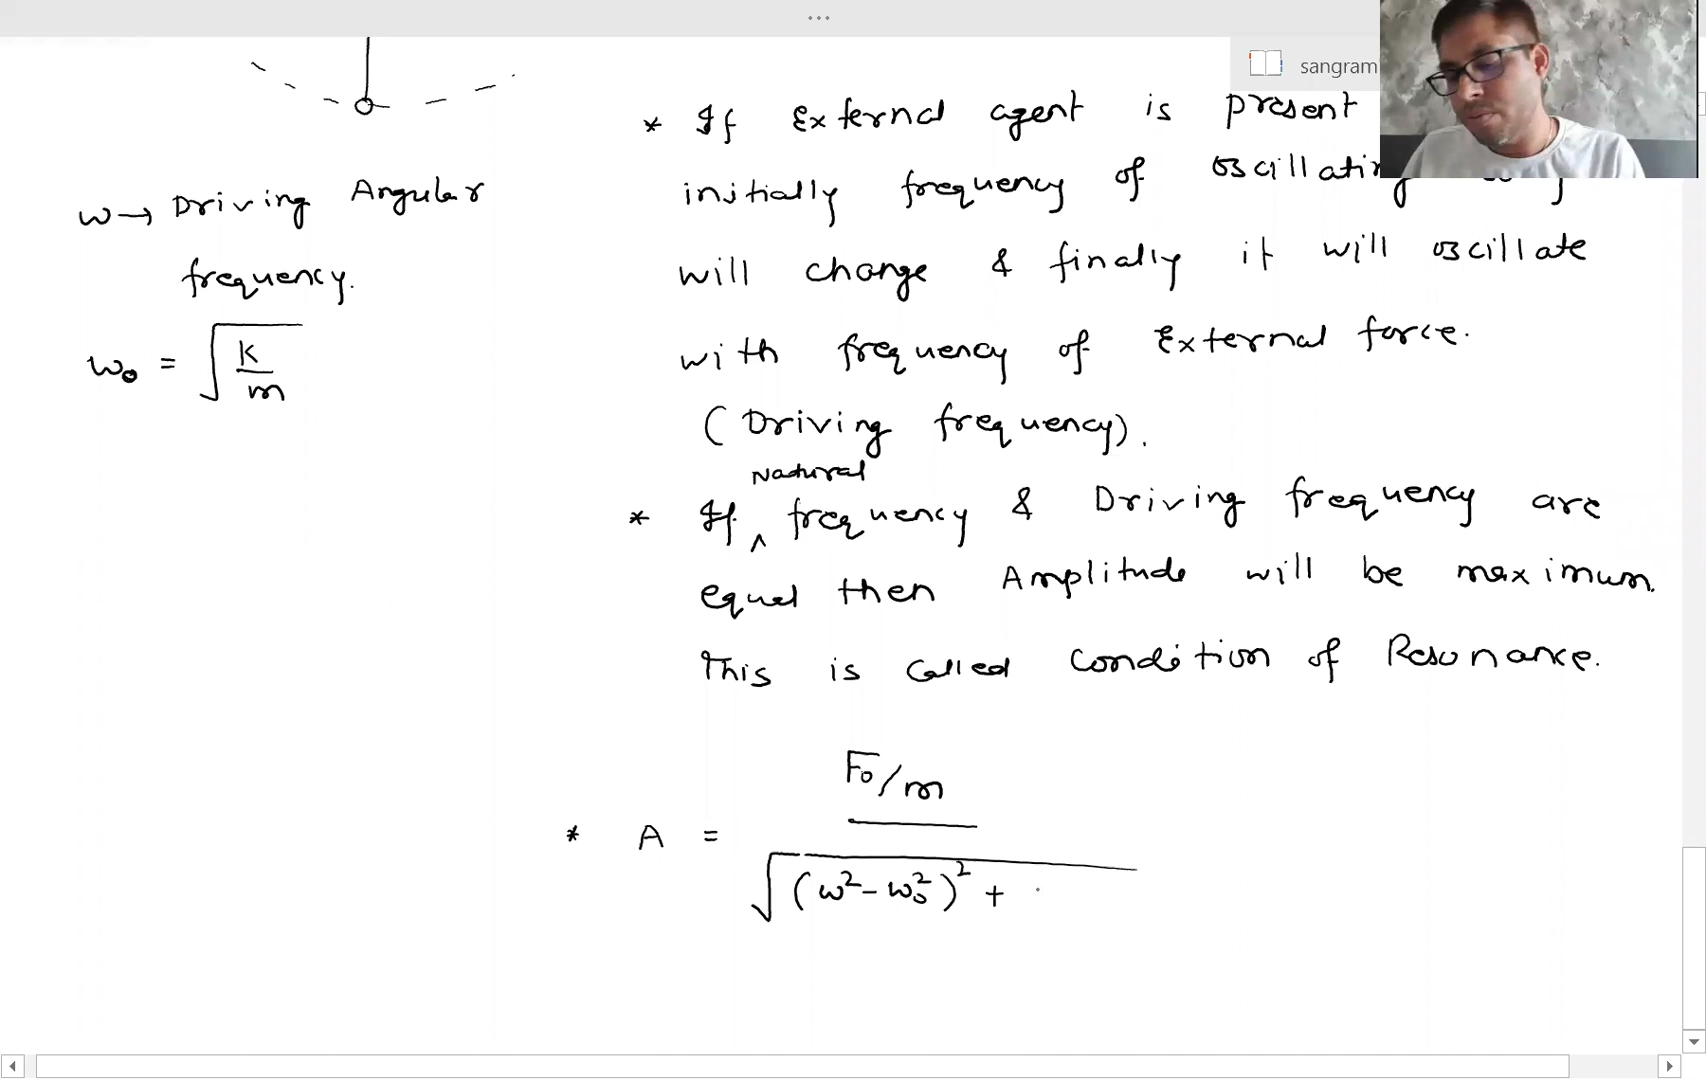 sangram
* If External agent is present
initially frequency of oscillating
will change & finally it will oscillate
with frequency of External force.
(Driving frequency).
Natural
* If ^ frequency & Driving frequency are
equal then Amplitude will be maximum.
This is called condition of Resonance.
ω → Driving Angular
frequency.
ω₀ = √(K/m)
* A = F₀/m
√(ω² - ω₀²)² +